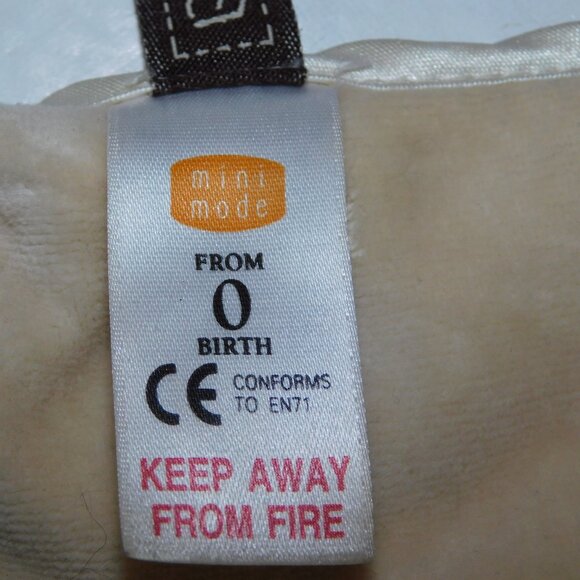 mini
mode
FROM
0
BIRTH
CE CONFORMS
TO EN71
KEEP AWAY
FROM FIRE